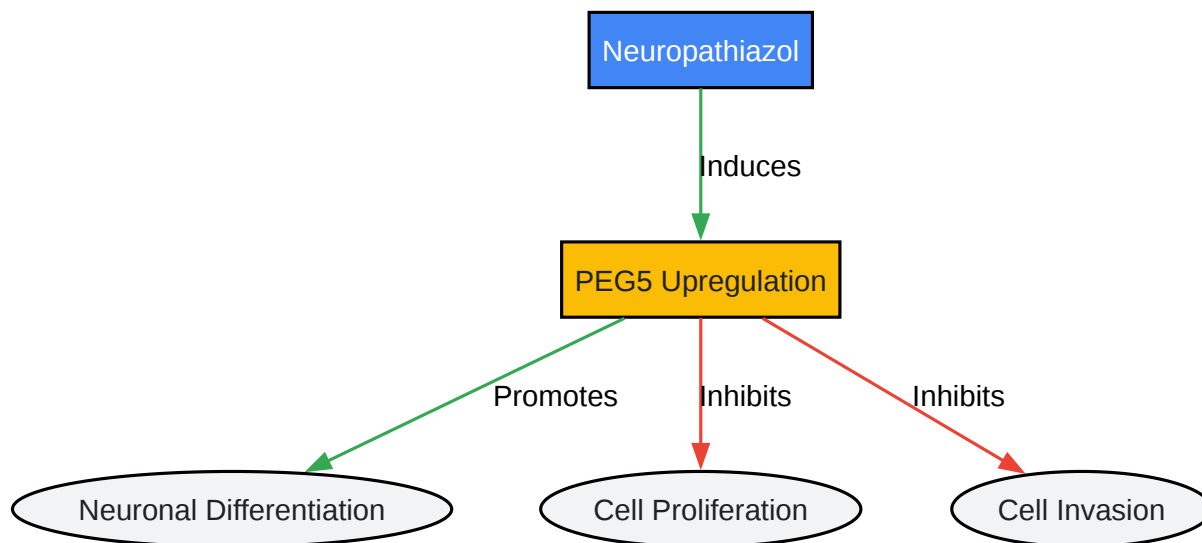 Neuropathiazol
Induces
PEG5 Upregulation
Promotes
Inhibits
Inhibits
Neuronal Differentiation
Cell Proliferation
Cell Invasion